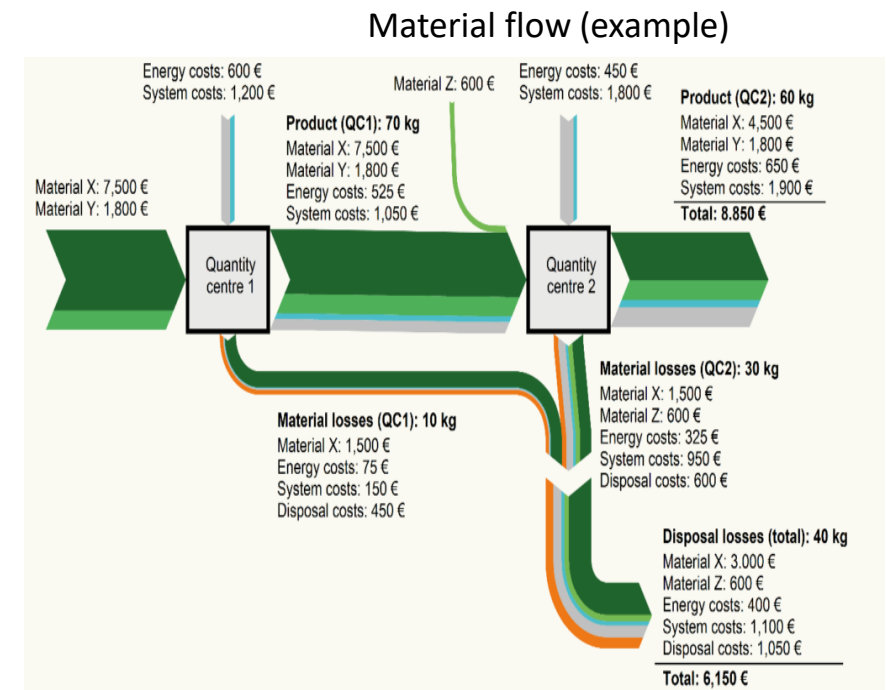 Material flow (example)
Energy costs: 600 €
System costs: 1,200 €
Material Z: 600 €
Energy costs: 450 €
System costs: 1,800 €
Product (QC1): 70 kg
Material X: 7,500 €
Material Y: 1,800 €
Energy costs: 525 €
System costs: 1,050 €
Product (QC2): 60 kg
Material X: 4,500 €
Material Y: 1,800 €
Energy costs: 650 €
System costs: 1,900 €
Total: 8.850 €
Material X: 7,500 €
Material Y: 1,800 €
Quantity
centre 1
Quantity
centre 2
Material losses (QC1): 10 kg
Material X: 1,500 €
Energy costs: 75 €
System costs: 150 €
Disposal costs: 450 €
Material losses (QC2): 30 kg
Material X: 1,500 €
Material Z: 600 €
Energy costs: 325 €
System costs: 950 €
Disposal costs: 600 €
Disposal losses (total): 40 kg
Material X: 3.000 €
Material Z: 600 €
Energy costs: 400 €
System costs: 1,100 €
Disposal costs: 1,050 €
Total: 6,150 €